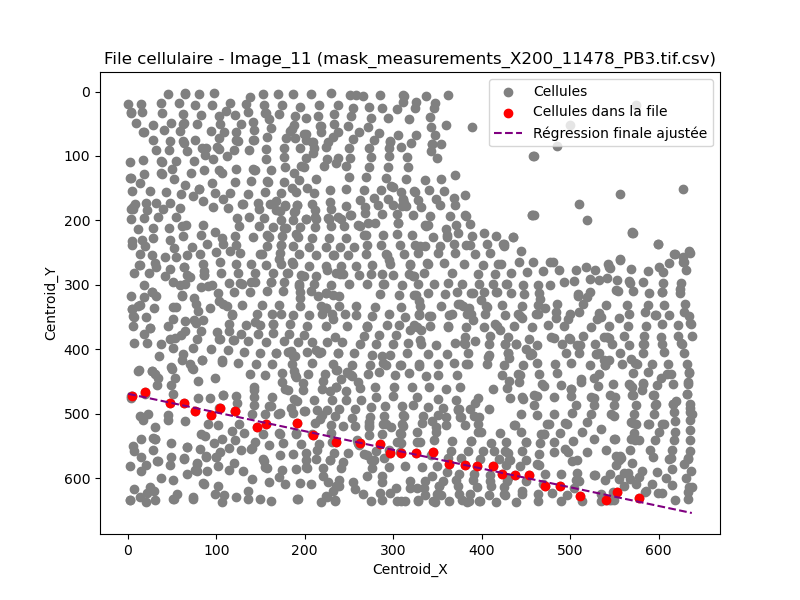 File cellulaire - Image_11 (mask_measurements_X200_11478_PB3.tif.csv)
Cellules
Cellules dans la file
Régression finale ajustée
Centroid_Y
0
100
200
300
400
500
600
0 100 200 300 400 500 600
Centroid_X